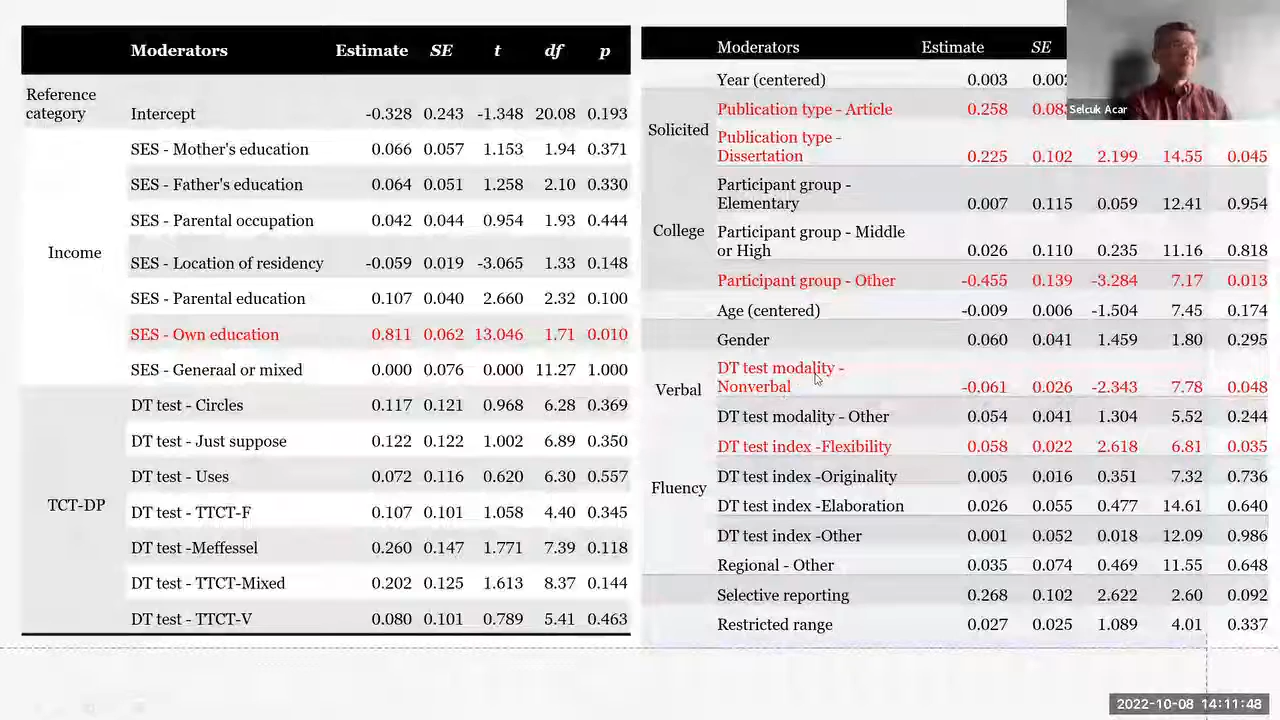 Moderators Estimate SE t df p
Reference
category
Intercept -0.328 0.243 -1.348 20.08 0.193
SES - Mother's education 0.066 0.057 1.153 1.94 0.371
SES - Father's education 0.064 0.051 1.258 2.10 0.330
SES - Parental occupation 0.042 0.044 0.954 1.93 0.444
Income
SES - Location of residency -0.059 0.019 -3.065 1.33 0.148
SES - Parental education 0.107 0.040 2.660 2.32 0.100
SES - Own education 0.811 0.062 13.046 1.71 0.010
SES - Generaal or mixed 0.000 0.076 0.000 11.27 1.000
DT test - Circles 0.117 0.121 0.968 6.28 0.369
DT test - Just suppose 0.122 0.122 1.002 6.89 0.350
DT test - Uses 0.072 0.116 0.620 6.30 0.557
TCT-DP
DT test - TTCT-F 0.107 0.101 1.058 4.40 0.345
DT test -Meffessel 0.260 0.147 1.771 7.39 0.118
DT test - TTCT-Mixed 0.202 0.125 1.613 8.37 0.144
DT test - TTCT-V 0.080 0.101 0.789 5.41 0.463
Moderators Estimate SE
Year (centered) 0.003
Solicited
Publication type - Article 0.258
Publication type -
Dissertation 0.225 0.102 2.199 14.55 0.045
Participant group -
Elementary 0.007 0.115 0.059 12.41 0.954
College
Participant group - Middle
or High 0.026 0.110 0.235 11.16 0.818
Participant group - Other -0.455 0.139 -3.284 7.17 0.013
Age (centered) -0.009 0.006 -1.504 7.45 0.174
Gender 0.060 0.041 1.459 1.80 0.295
Verbal
DT test modality -
Nonverbal -0.061 0.026 -2.343 7.78 0.048
DT test modality - Other 0.054 0.041 1.304 5.52 0.244
DT test index -Flexibility 0.058 0.022 2.618 6.81 0.035
Fluency
DT test index -Originality 0.005 0.016 0.351 7.32 0.736
DT test index -Elaboration 0.026 0.055 0.477 14.61 0.640
DT test index -Other 0.001 0.052 0.018 12.09 0.986
Regional - Other 0.035 0.074 0.469 11.55 0.648
Selective reporting 0.268 0.102 2.622 2.60 0.092
Restricted range 0.027 0.025 1.089 4.01 0.337
Selcuk Acar
2022-10-08 14:11:48